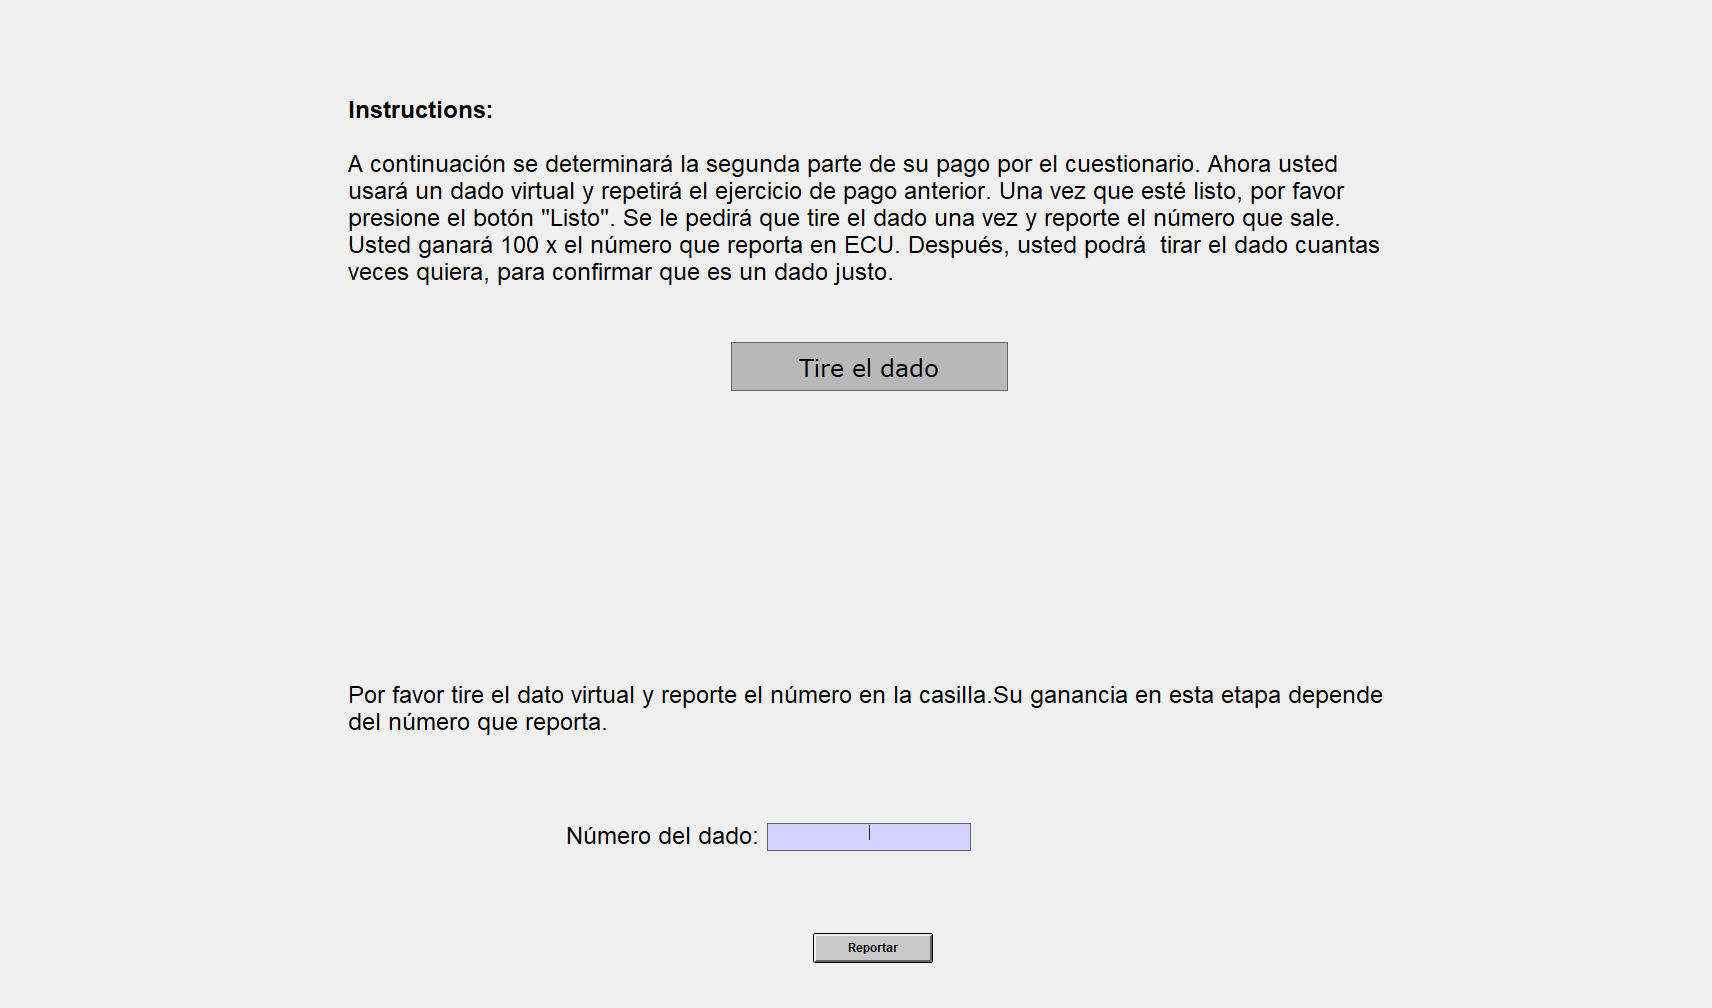 Instructions:
A continuación se determinará la segunda parte de su pago por el cuestionario. Ahora usted
usará un dado virtual y repetirá el ejercicio de pago anterior. Una vez que esté listo, por favor
presione el botón "Listo". Se le pedirá que tire el dado una vez y reporte el número que sale.
Usted ganará 100 x el número que reporta en ECU. Después, usted podrá  tirar el dado cuantas
veces quiera, para confirmar que es un dado justo.
Tire el dado
Por favor tire el dato virtual y reporte el número en la casilla.Su ganancia en esta etapa depende
del número que reporta.
Número del dado:
Reportar